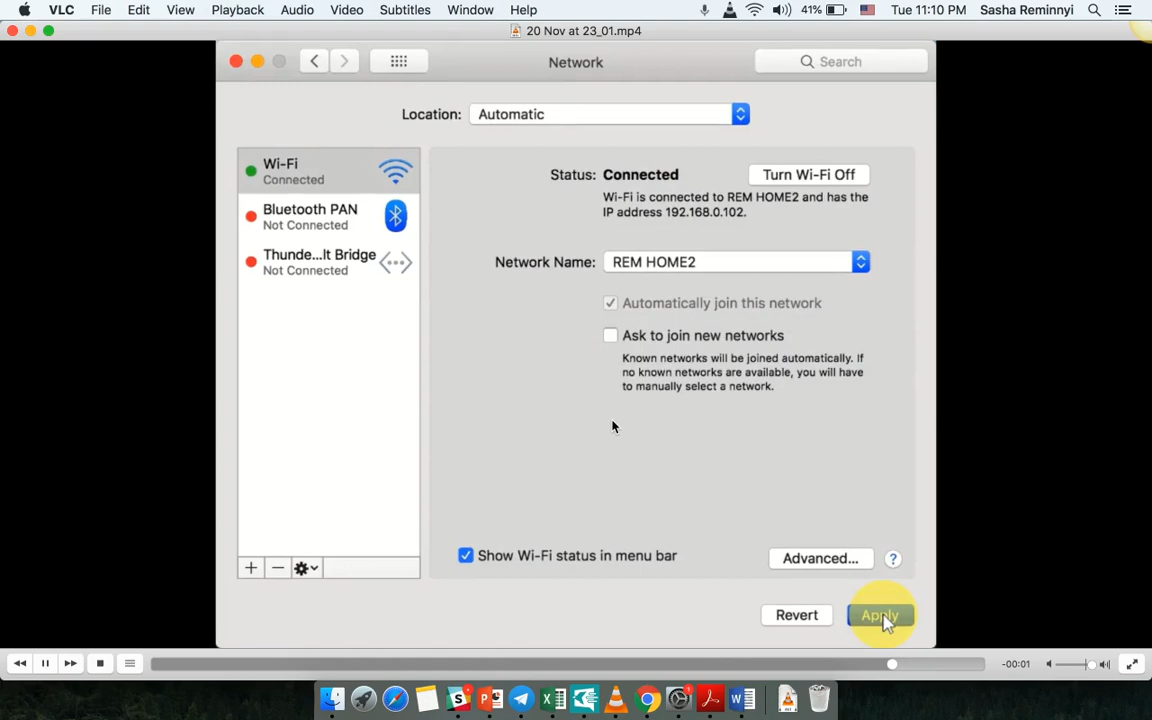 VLC File Edit View Playback Audio Video Subtitles Window Help 41% Tue 11:10 PM Sasha Reminnyi
20 Nov at 23_01.mp4
Network
Search
Location: Automatic
Wi-Fi
Connected
Bluetooth PAN
Not Connected
Thunde...lt Bridge
Not Connected
Status: Connected
Turn Wi-Fi Off
Wi-Fi is connected to REM HOME2 and has the
IP address 192.168.0.102.
Network Name: REM HOME2
Automatically join this network
Ask to join new networks
Known networks will be joined automatically. If
no known networks are available, you will have
to manually select a network.
Show Wi-Fi status in menu bar
Advanced... ?
Revert Apply
-00:01